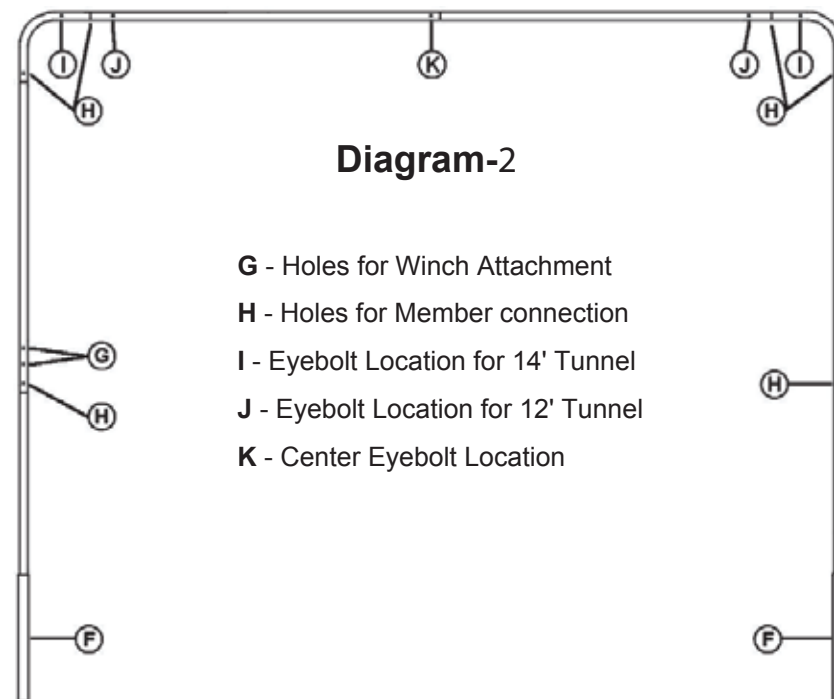 I J K J I
H H
Diagram-2
G - Holes for Winch Attachment
H - Holes for Member connection
I - Eyebolt Location for 14' Tunnel
G
J - Eyebolt Location for 12' Tunnel
H H
K - Center Eyebolt Location
F F